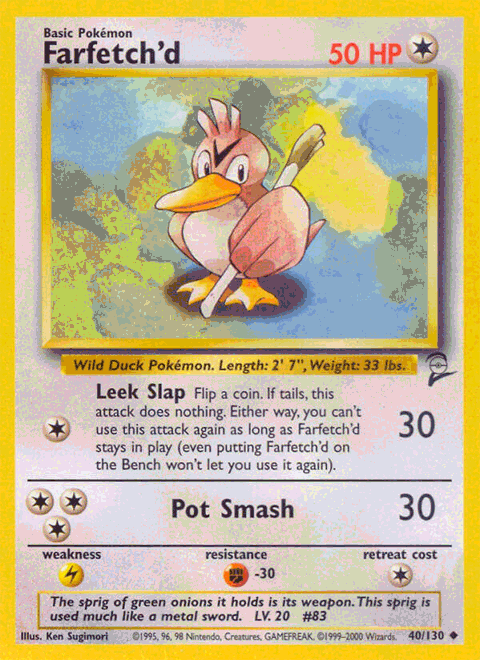 Basic Pokémon
Farfetch'd
50 HP
Wild Duck Pokémon. Length: 2' 7", Weight: 33 lbs.
Leek Slap Flip a coin. If tails, this
attack does nothing. Either way, you can't
use this attack again as long as Farfetch'd
stays in play (even putting Farfetch'd on
the Bench won't let you use it again).
30
Pot Smash
30
weakness
resistance
retreat cost
-30
The sprig of green onions it holds is its weapon. This sprig is
used much like a metal sword. LV. 20 #83
Illus. Ken Sugimori
©1995, 96, 98 Nintendo, Creatures, GAMEFREAK. ©1999-2000 Wizards.
40/130